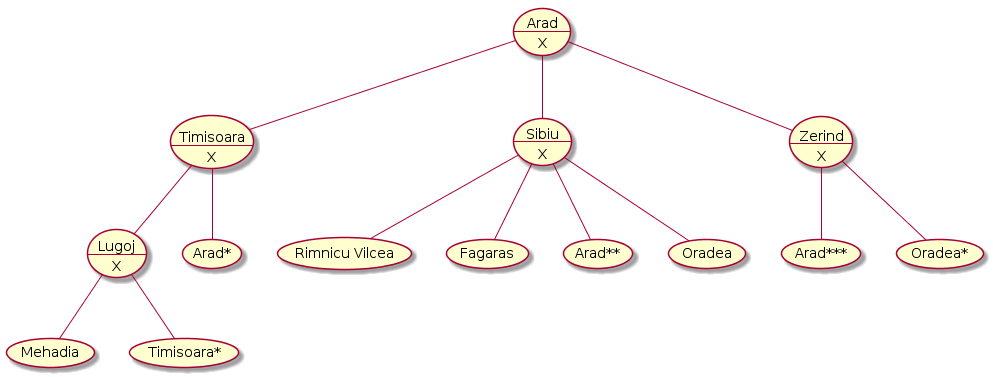 Arad
X
Timisoara
X
Sibiu
X
Zerind
X
Lugoj
X
Arad*
Rimnicu Vilcea
Fagaras
Arad**
Oradea
Arad***
Oradea*
Mehadia
Timisoara*